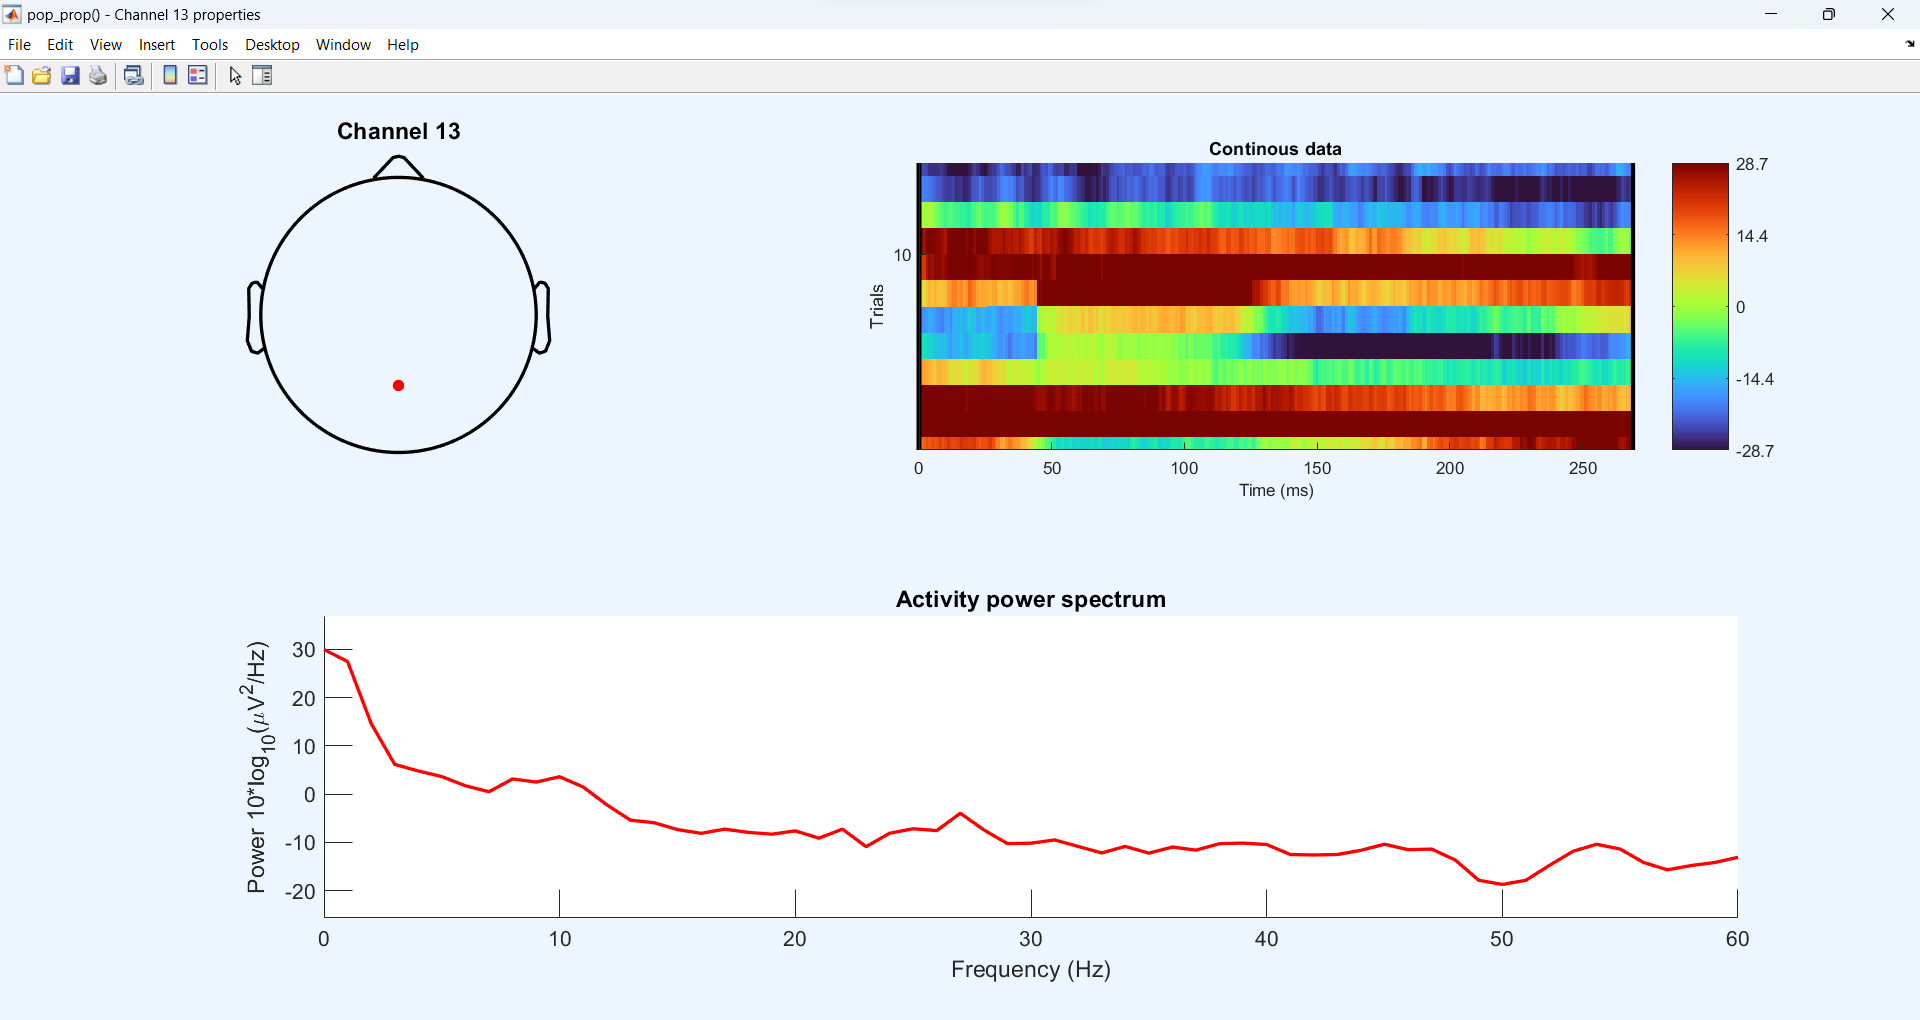 pop_prop() - Channel 13 properties
File Edit View Insert Tools Desktop Window Help
Channel 13
Continous data
10
Trials
0 50 100 150 200 250
Time (ms)
28.7
14.4
0
-14.4
-28.7
Activity power spectrum
Power 10*log10(μV2/Hz)
30
20
10
0
-10
-20
0 10 20 30 40 50 60
Frequency (Hz)